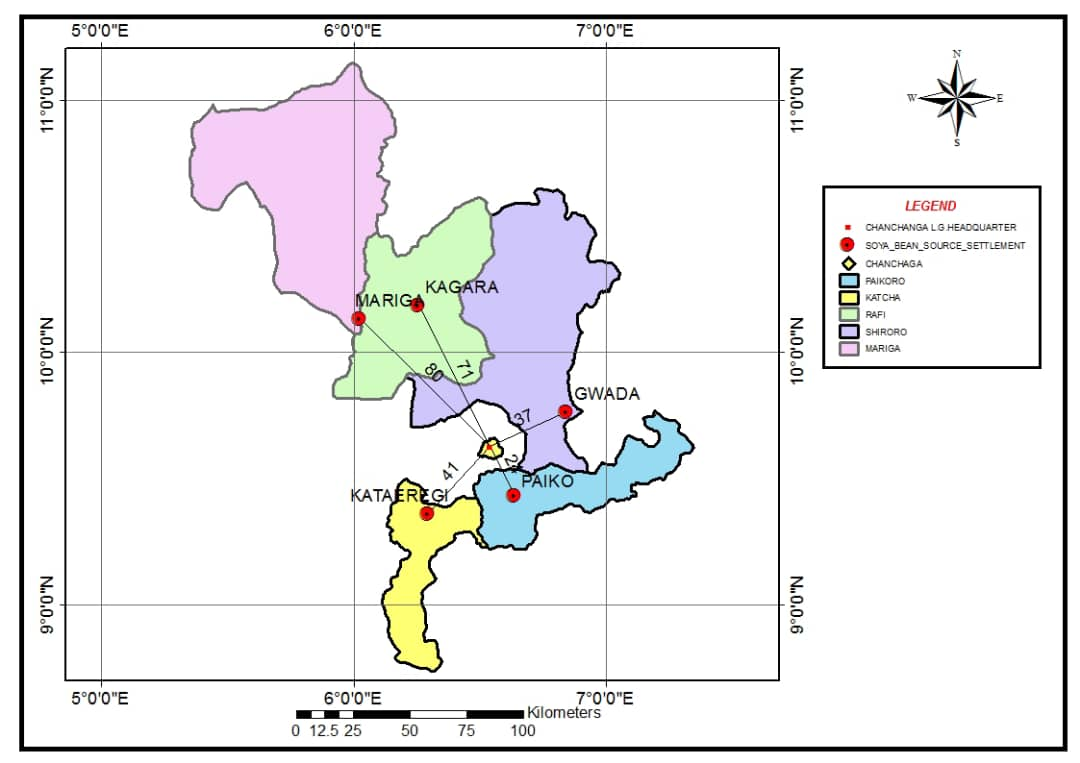 5°0'0"E 6°0'0"E 7°0'0"E
11°0'0"N
11°0'0"N
10°0'0"N
10°0'0"N
9°0'0"N
9°0'0"N
N
W E
S
LEGEND
CHANCHANGA L.G.HEADQUARTER
SOYA_BEAN_SOURCE_SETTLEMENT
CHANCHAGA
PAIKORO
KATCHA
RAFI
SHIRORO
MARIGA
KAGARA
MARIGA
80
71
GWADA
37
41
PAIKO
KATAEREGI
5°0'0"E 6°0'0"E 7°0'0"E
Kilometers
0 12.5 25 50 75 100